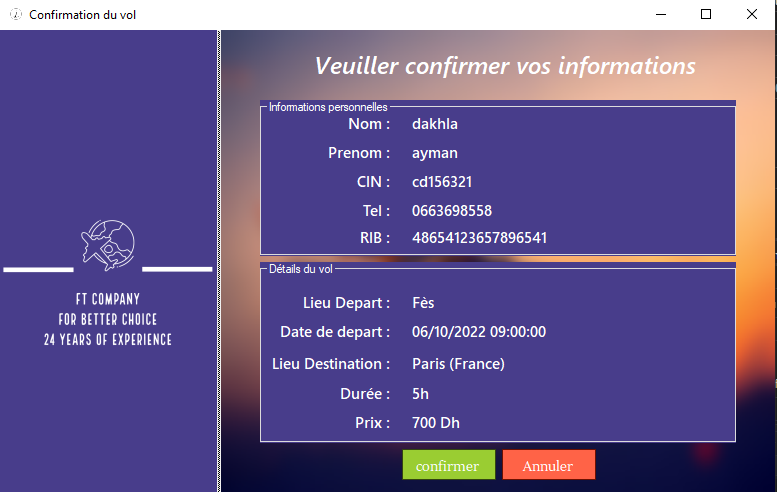 Confirmation du vol
Veuiller confirmer vos informations
Informations personnelles
Nom : dakhla
Prenom : ayman
CIN : cd156321
Tel : 0663698558
RIB : 48654123657896541
Détails du vol
Lieu Depart : Fès
Date de depart : 06/10/2022 09:00:00
Lieu Destination : Paris (France)
Durée : 5h
Prix : 700 Dh
confirmer Annuler
FT COMPANY
FOR BETTER CHOICE
24 YEARS OF EXPERIENCE